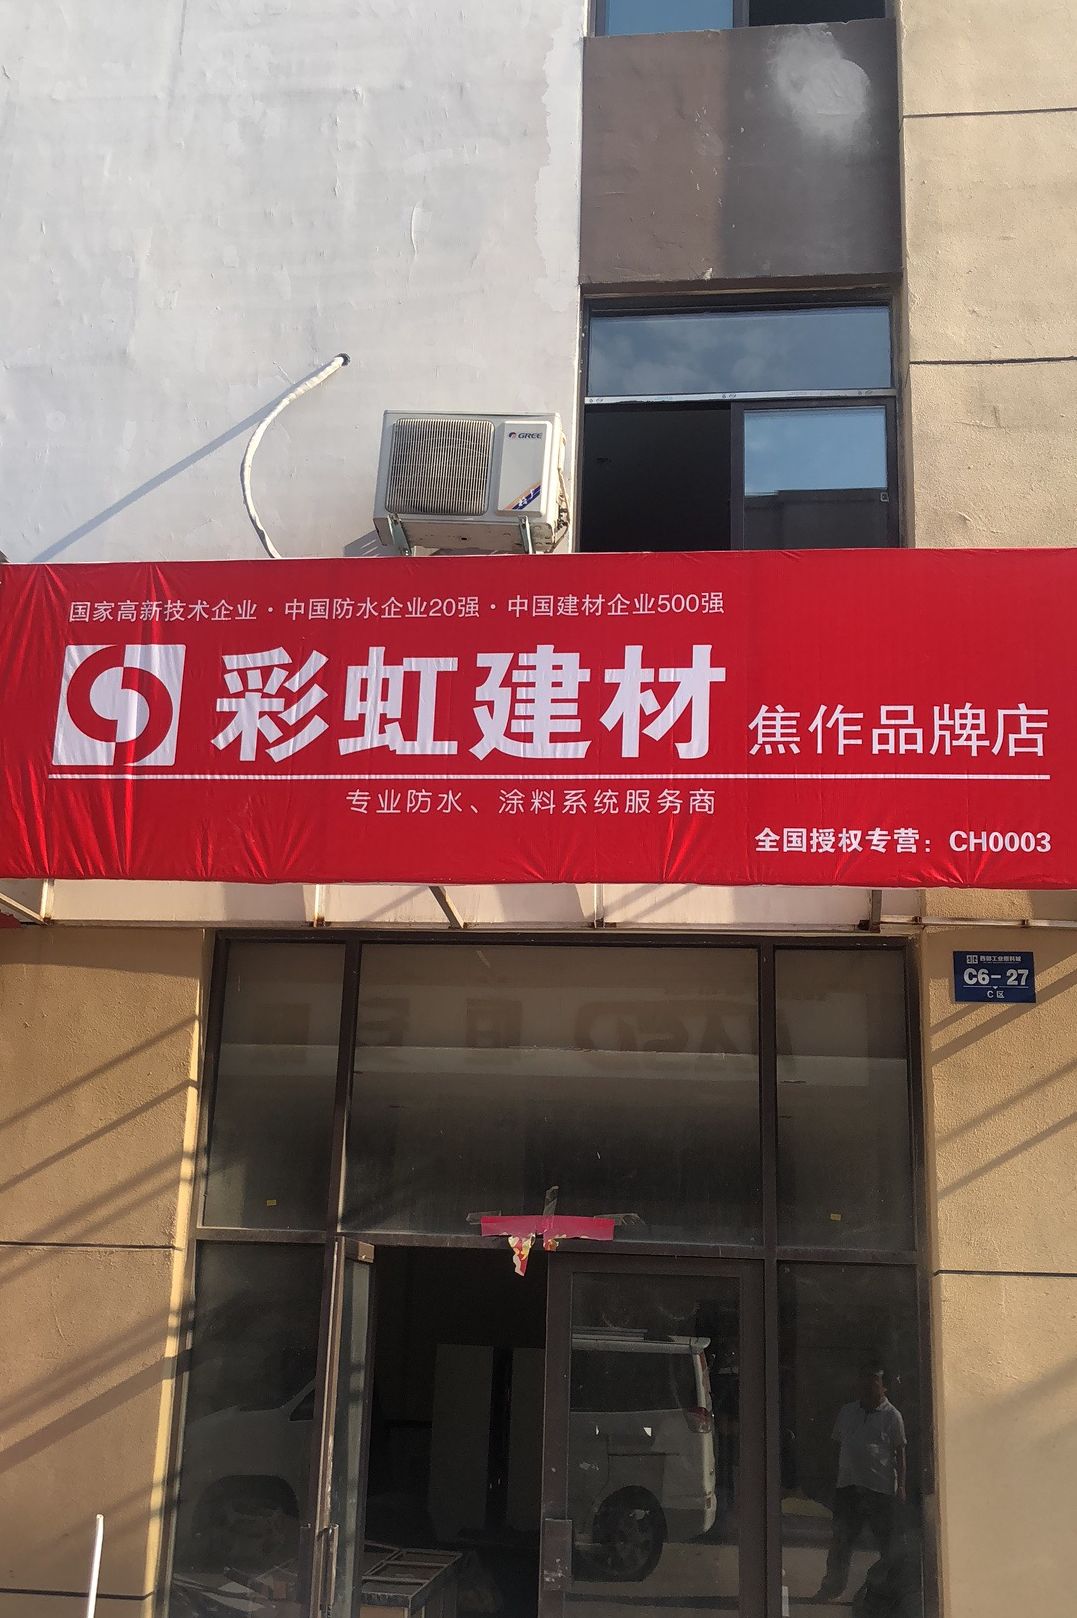 GREE
国家高新技术企业·中国防水企业20强·中国建材企业500强
彩虹建材 焦作品牌店
专业防水、涂料系统服务商
全国授权专营：CH0003
C6-27
C区